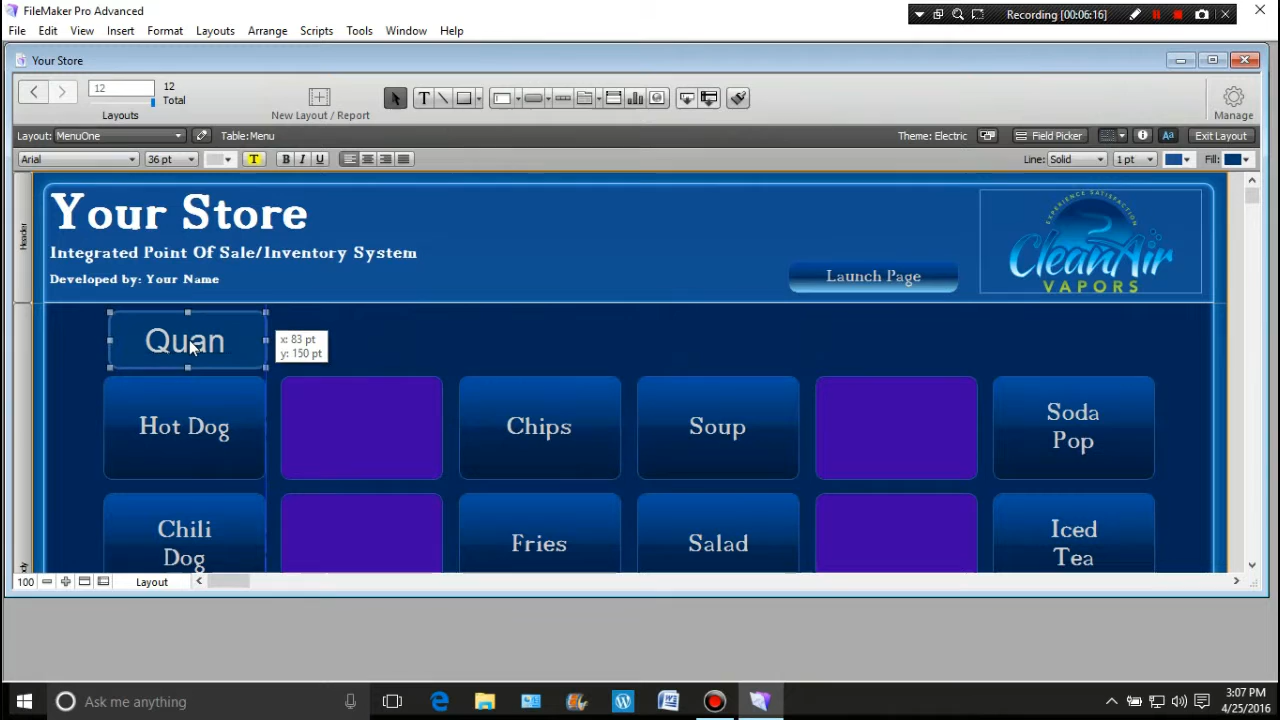 FileMaker Pro Advanced
Recording [00:06:16]
File Edit View Insert Format Layouts Arrange Scripts Tools Window Help
Your Store
12
12
Total
Layouts
New Layout / Report
Manage
Layout: MenuOne
Table: Menu
Theme: Electric
Field Picker
Aa
Exit Layout
Arial
36 pt
T
B I U
Line: Solid
1 pt
Fill:
Header
Your Store
Integrated Point Of Sale/Inventory System
Developed by: Your Name
Launch Page
EXPERIENCE SATISFACTION
CleanAir
VAPORS
Quan
x: 83 pt
y: 150 pt
Hot Dog
Chips
Soup
Soda
Pop
Chili
Dog
Fries
Salad
Iced
Tea
100
Layout
Ask me anything
3:07 PM
4/25/2016